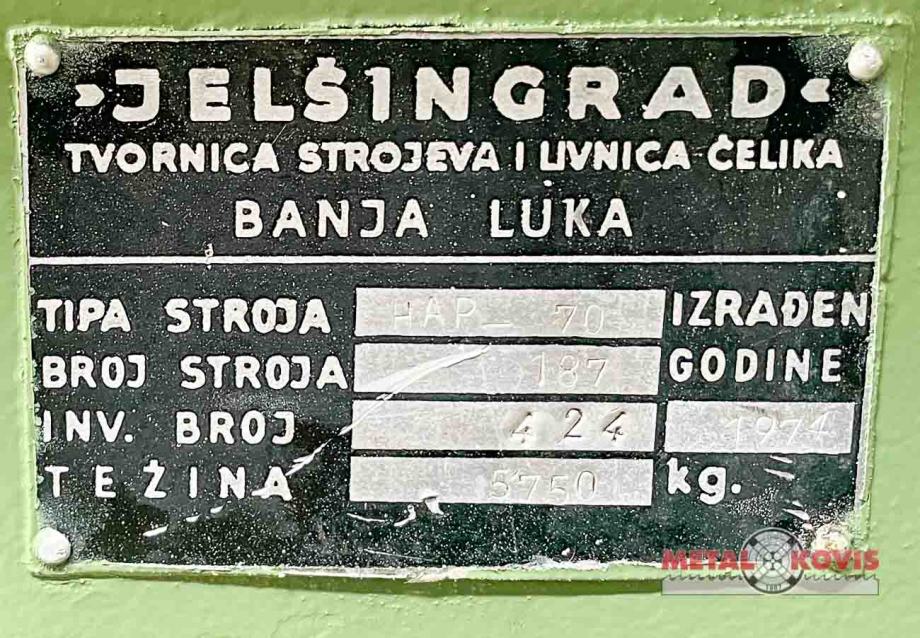 »JELŠINGRAD«
TVORNICA STROJEVA I LIVNICA ČELIKA
BANJA LUKA
TIPA STROJA HAP-70 IZRAĐEN
BROJ STROJA 187 GODINE
INV. BROJ 424 1974
TEŽINA 5750 kg.
METAL KOVIS
1987